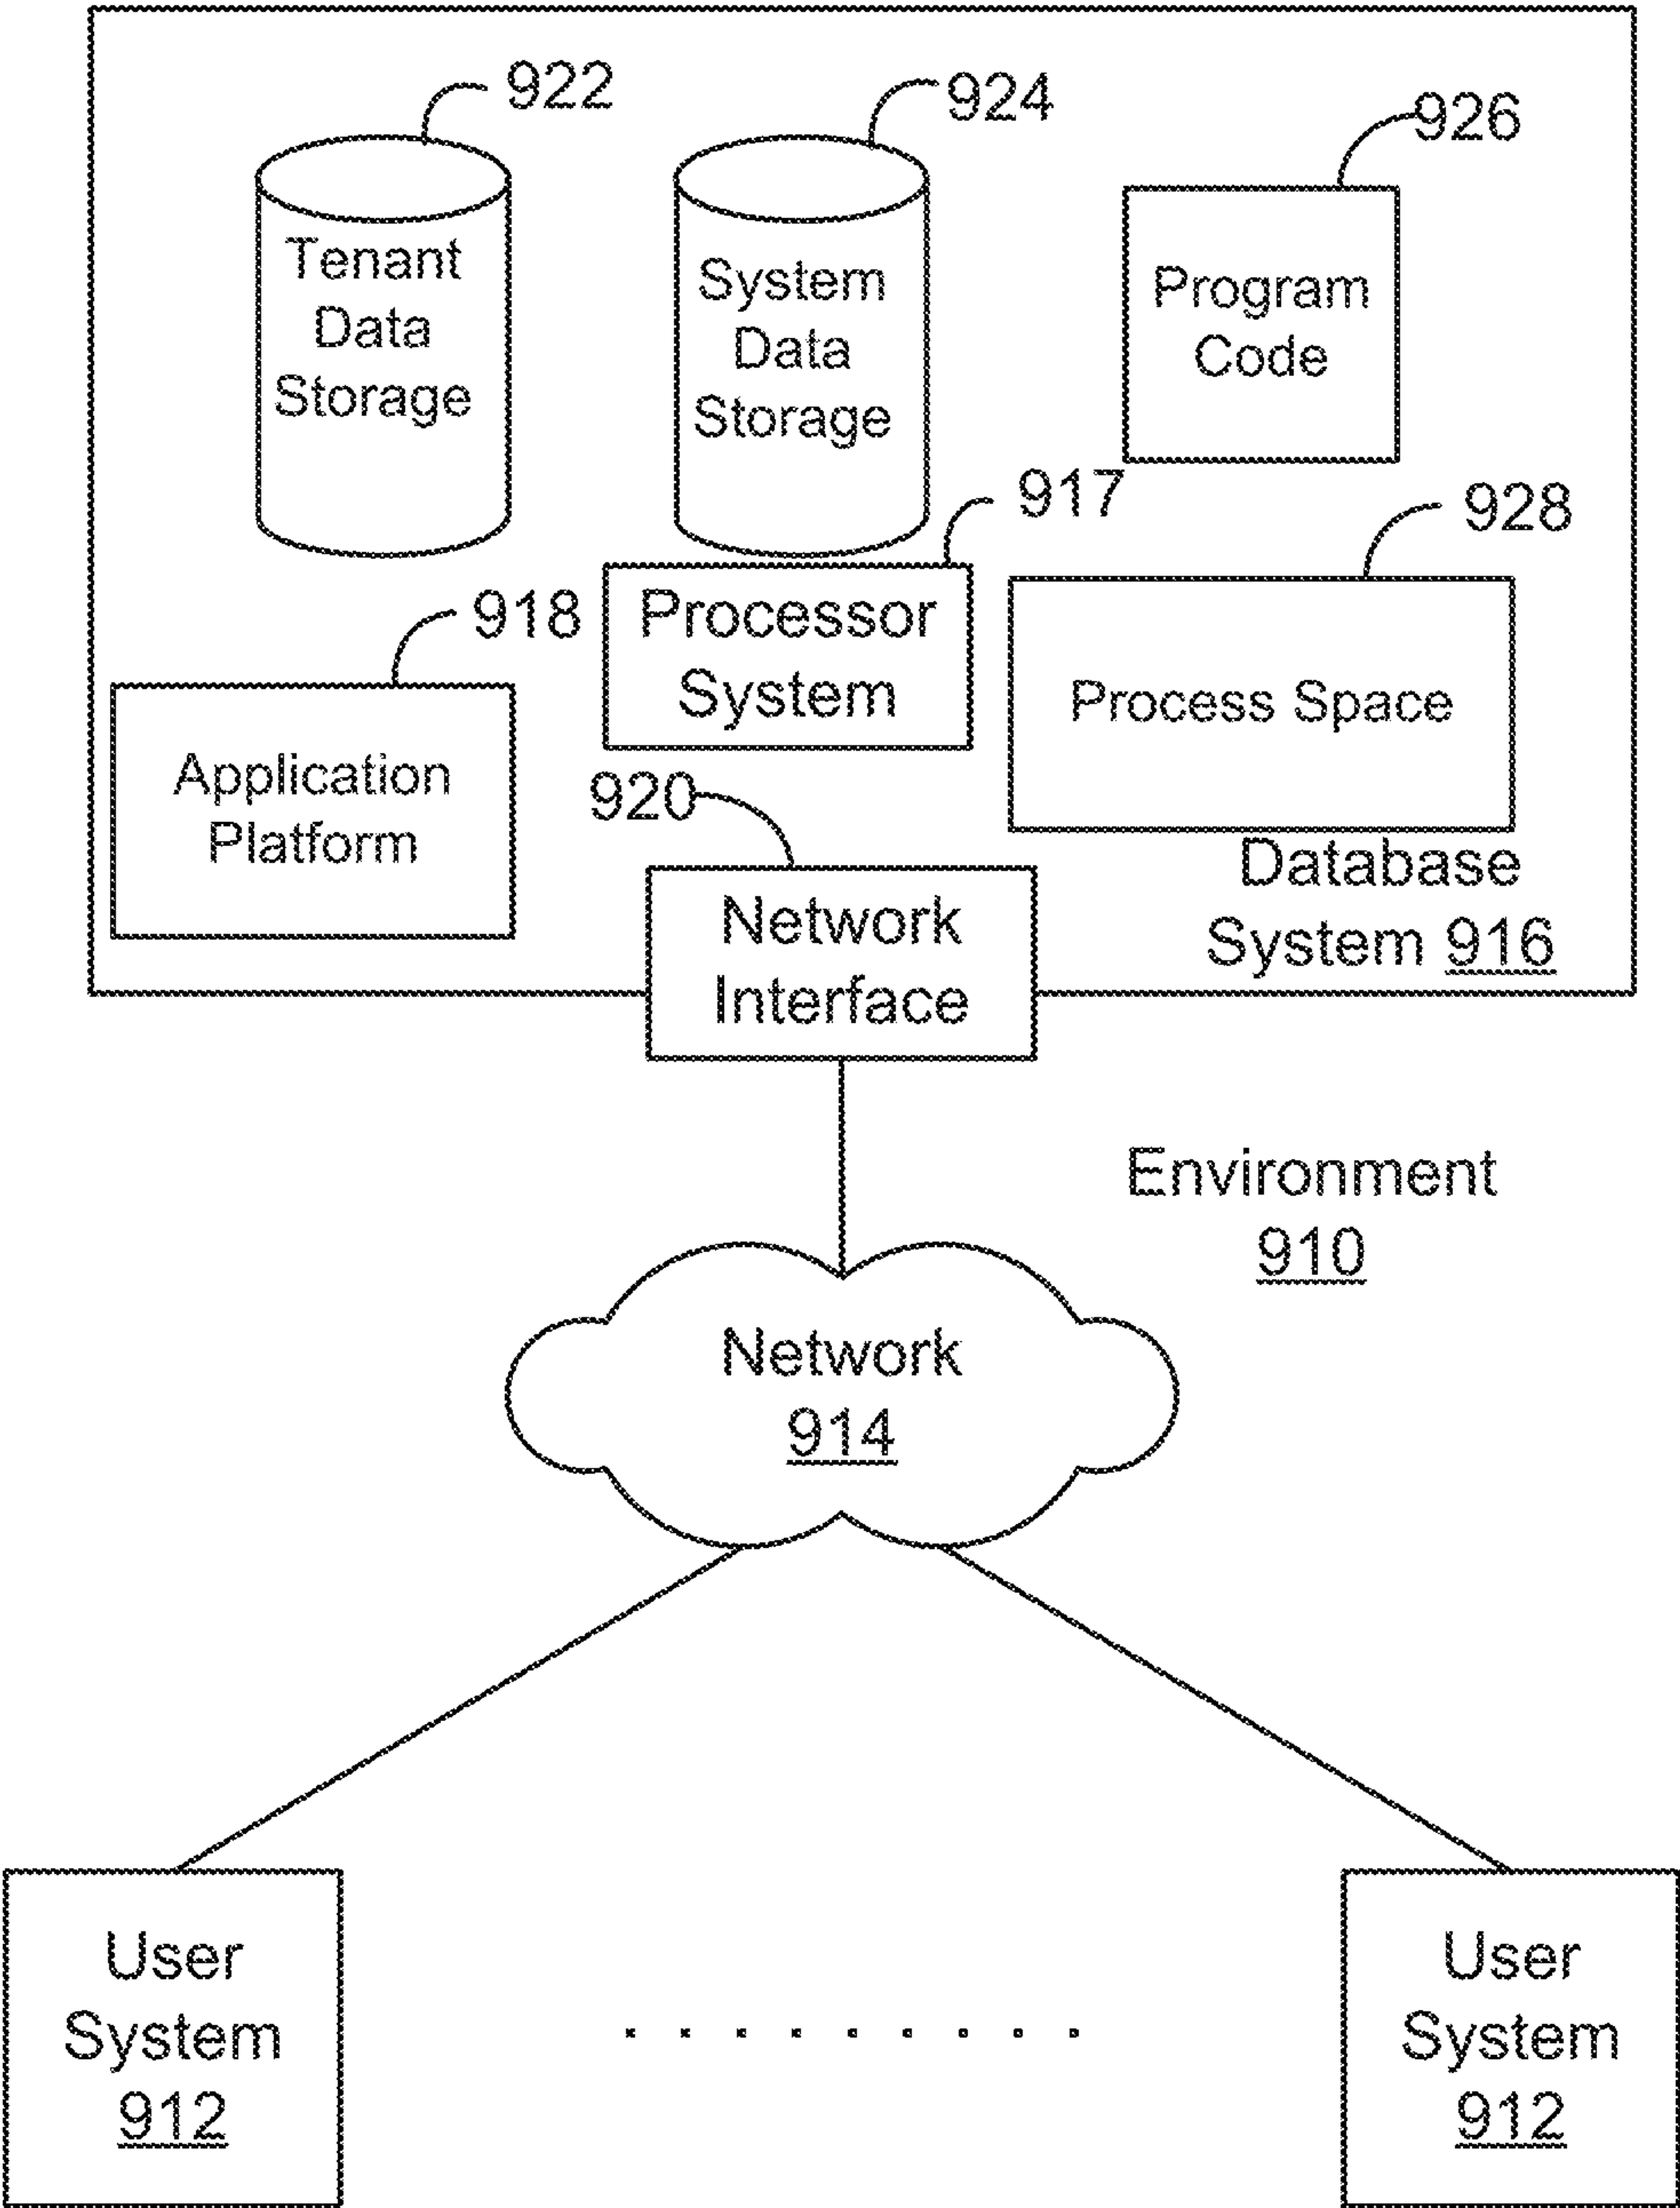 922
924
926
Tenant
Data
Storage
System
Data
Storage
Program
Code
917
928
918
Processor
System
Process Space
Application
Platform
920
Database
System 916
Network
Interface
Environment
910
Network
914
User
System
912
User
System
912